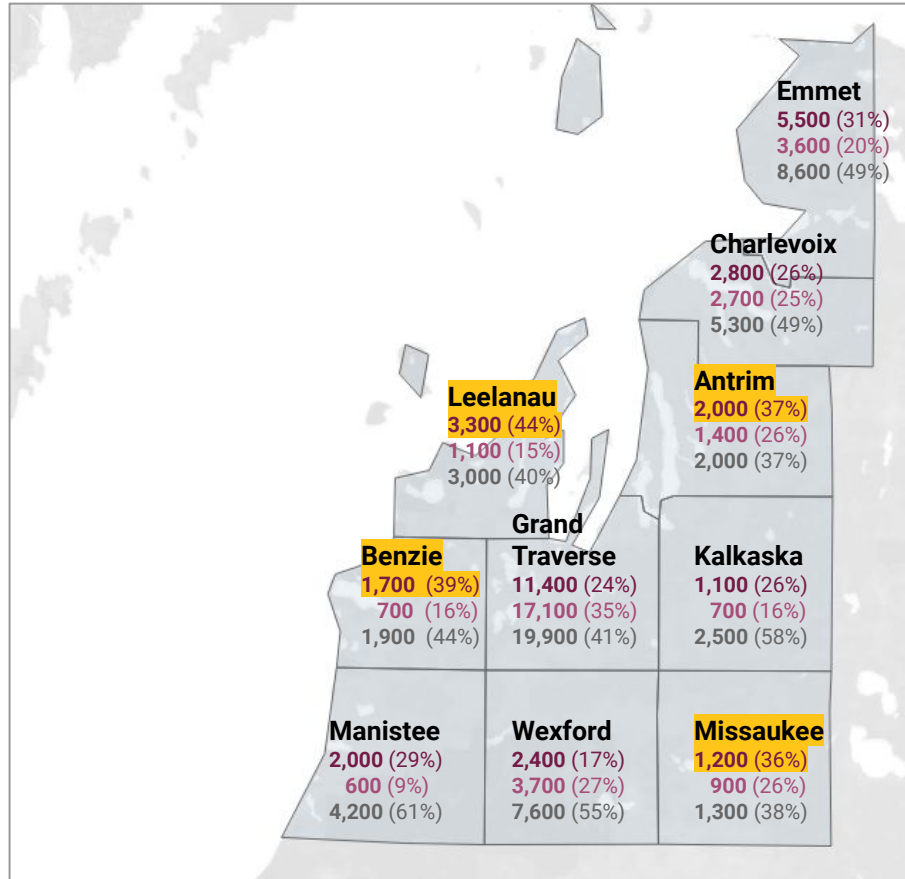 Emmet
5,500 (31%)
3,600 (20%)
8,600 (49%)
Charlevoix
2,800 (26%)
2,700 (25%)
5,300 (49%)
Antrim
2,000 (37%)
1,400 (26%)
2,000 (37%)
Leelanau
3,300 (44%)
1,100 (15%)
3,000 (40%)
Benzie
1,700 (39%)
700 (16%)
1,900 (44%)
Grand
Traverse
11,400 (24%)
17,100 (35%)
19,900 (41%)
Kalkaska
1,100 (26%)
700 (16%)
2,500 (58%)
Manistee
2,000 (29%)
600 (9%)
4,200 (61%)
Wexford
2,400 (17%)
3,700 (27%)
7,600 (55%)
Missaukee
1,200 (36%)
900 (26%)
1,300 (38%)